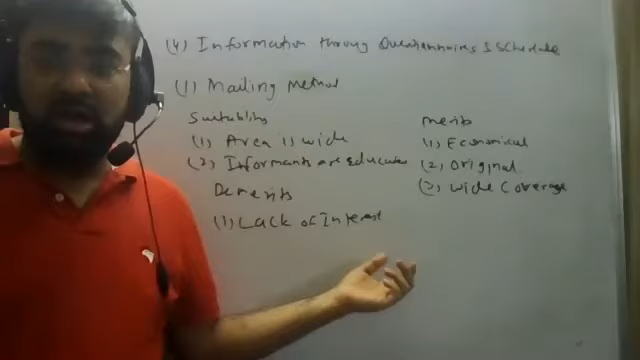 (4) Information through Questionnaires & Schedule
(1) Mailing Method
Suitability
(1) Area is wide
(2) Informants are educated
Demerits
(1) Lack of Interest
Merits
(1) Economical
(2) Original
(3) Wide Coverage